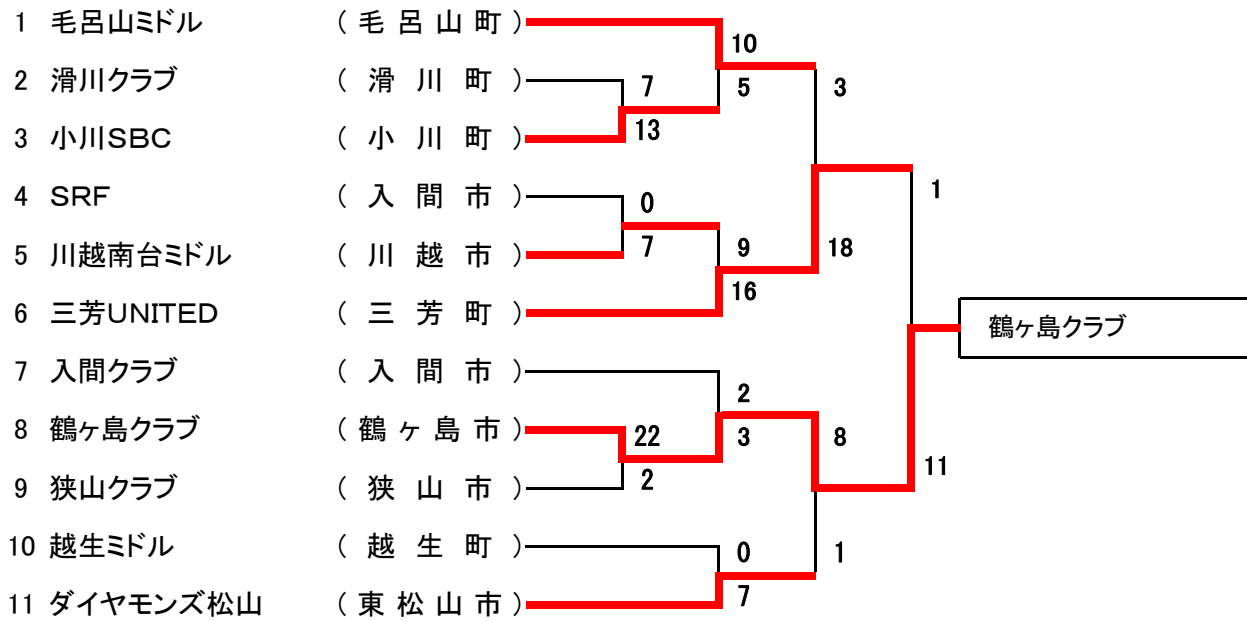 1 毛呂山ミドル (毛呂山町)
10
2 滑川クラブ (滑川町) 7 5 3
3 小川SBC (小川町) 13
4 SRF (入間市) 0 1
5 川越南台ミドル (川越市) 7 9 18
6 三芳UNITED (三芳町) 16
鶴ヶ島クラブ
7 入間クラブ (入間市) 2
8 鶴ヶ島クラブ (鶴ヶ島市) 22 3 8
9 狭山クラブ (狭山市) 2 11
10 越生ミドル (越生町) 0 1
11 ダイヤモンズ松山 (東松山市) 7